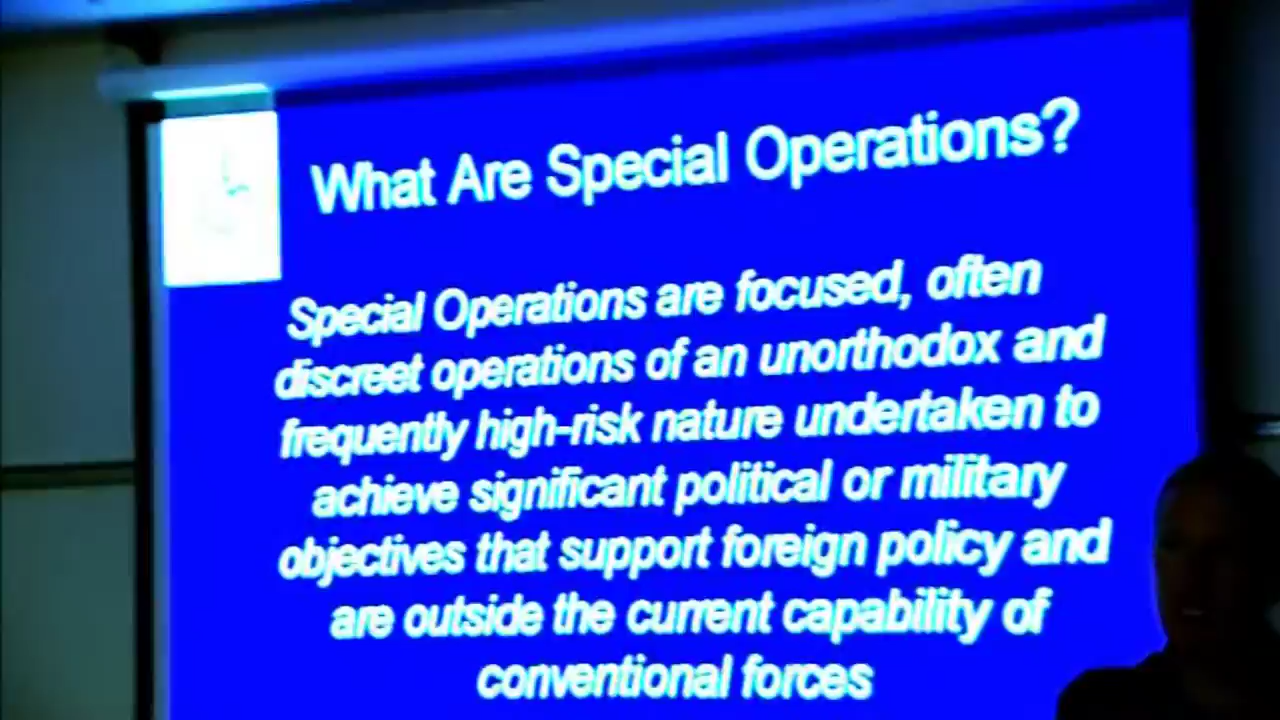 What Are Special Operations?
Special Operations are focused, often
discreet operations of an unorthodox and
frequently high-risk nature undertaken to
achieve significant political or military
objectives that support foreign policy and
are outside the current capability of
conventional forces